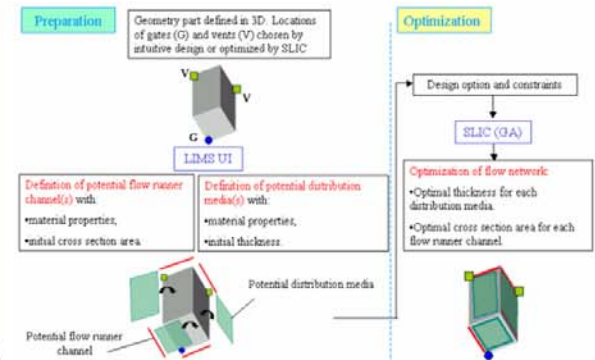 Preparation
Geometry part defined in 3D. Locations
of gates (G) and vents (V) chosen by
intuitive design or optimized by SLIC
V
V
G
LIMS UI
Definition of potential flow runner
channel(s) with:
•material properties,
•initial cross section area.
Definition of potential distribution
media(s) with:
•material properties,
•initial thickness.
Potential distribution media
Potential flow runner
channel
Optimization
Design option and constraints
SLIC (GA)
Optimization of flow network:
•Optimal thickness for each
distribution media.
•Optimal cross section area for each
flow runner channel.